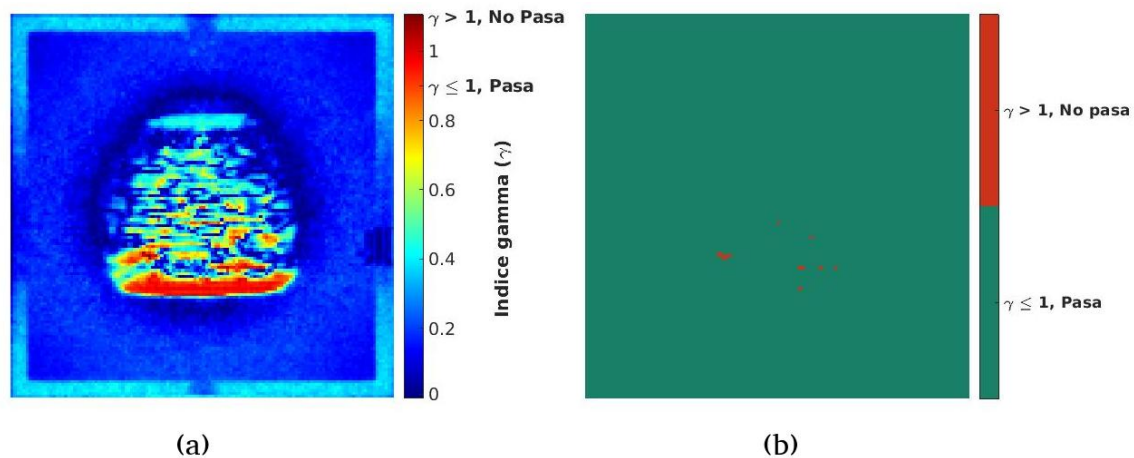 γ > 1, No Pasa
1
γ ≤ 1, Pasa
0.8
0.6
0.4
0.2
0
Indice gamma (γ)
γ > 1, No pasa
γ ≤ 1, Pasa
(a)
(b)